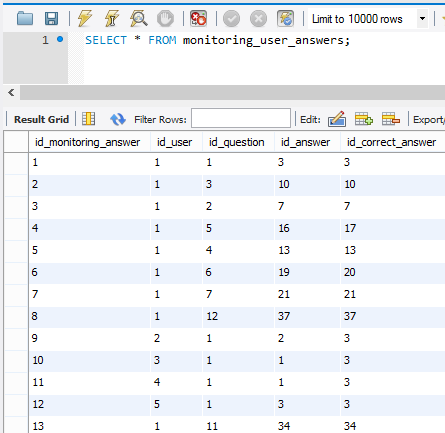 Limit to 10000 rows
1 SELECT * FROM monitoring_user_answers;
Result Grid Filter Rows: Edit: Export/
id_monitoring_answer id_user id_question id_answer id_correct_answer
1 1 1 3 3
2 1 3 10 10
3 1 2 7 7
4 1 5 16 17
5 1 4 13 13
6 1 6 19 20
7 1 7 21 21
8 1 12 37 37
9 2 1 2 3
10 3 1 1 3
11 4 1 1 3
12 5 1 3 3
13 1 11 34 34